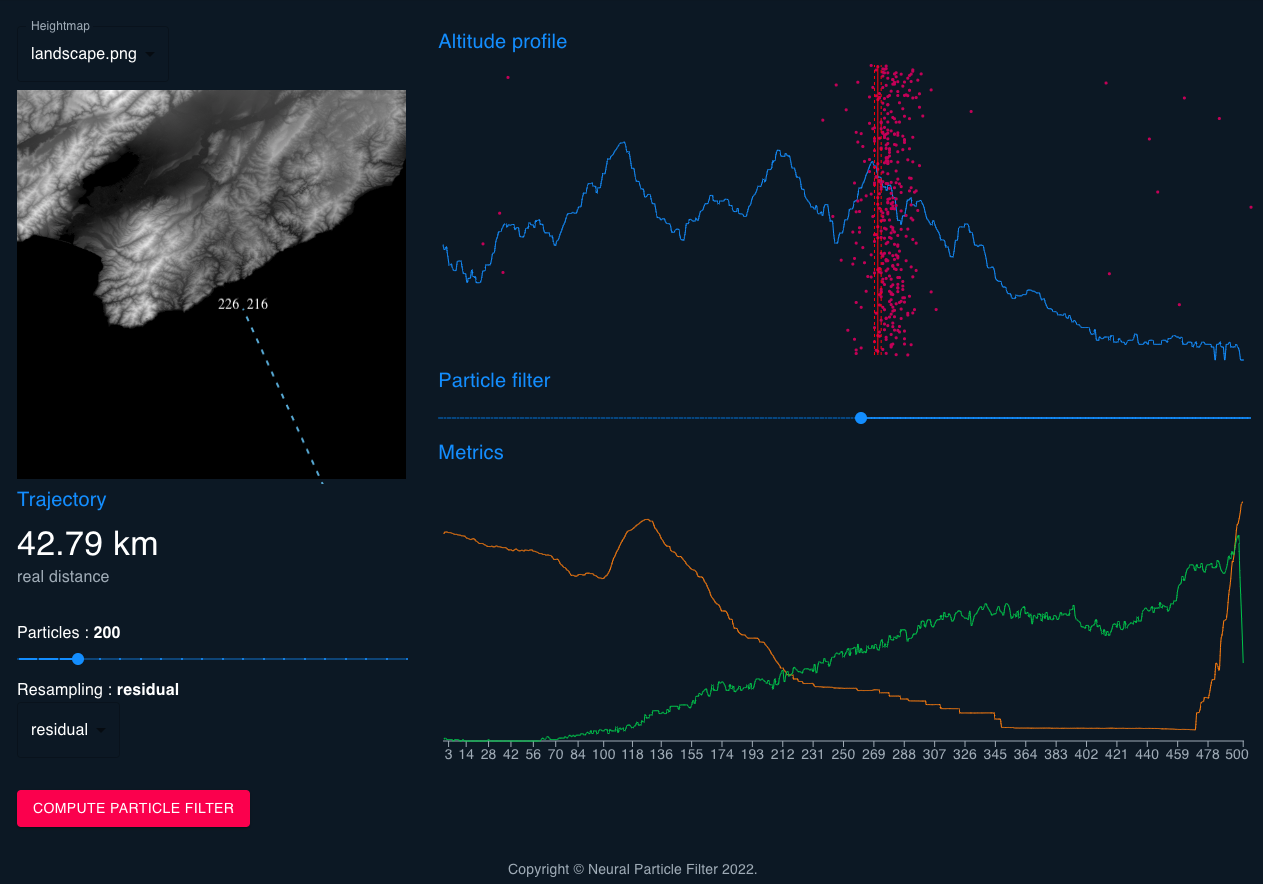 Heightmap
landscape.png
226, 216
Trajectory
42.79 km
real distance
Particles : 200
Resampling : residual
residual
COMPUTE PARTICLE FILTER
Altitude profile
Particle filter
Metrics
3 14 28 42 56 70 84 100 118 136 155 174 193 212 231 250 269 288 307 326 345 364 383 402 421 440 459 478 500
Copyright © Neural Particle Filter 2022.